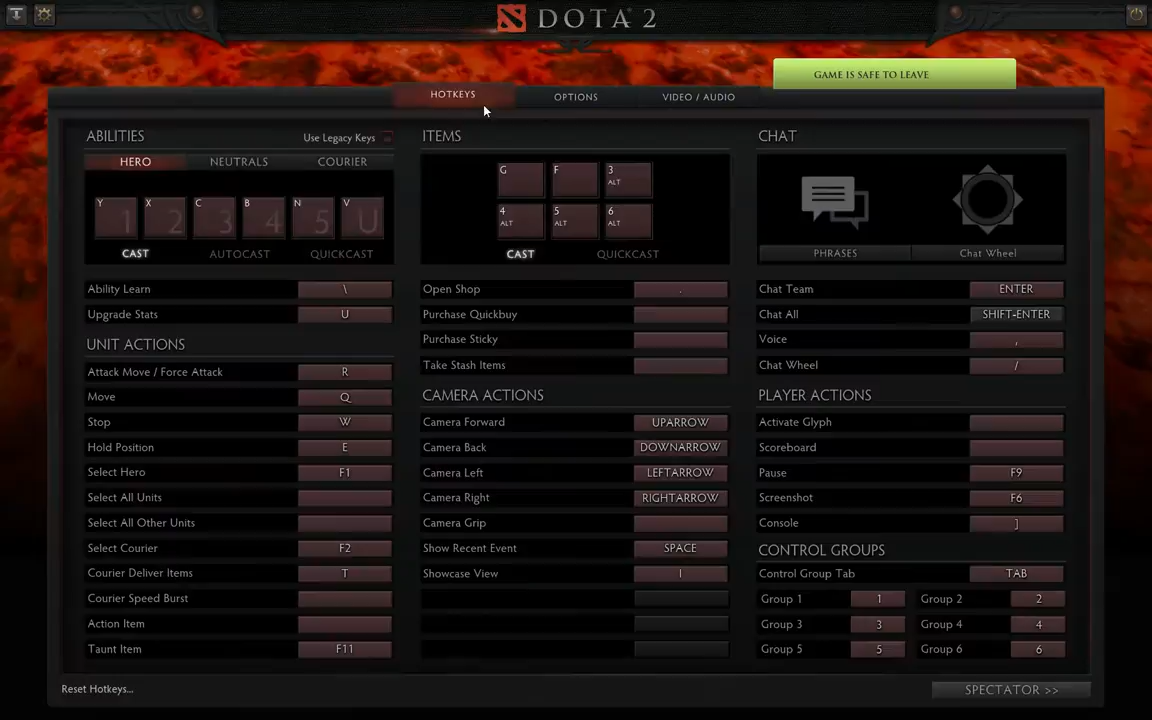 DOTA 2
GAME IS SAFE TO LEAVE
HOTKEYS
OPTIONS
VIDEO / AUDIO
ABILITIES
Use Legacy Keys
HERO
NEUTRALS
COURIER
Y 1
X 2
C 3
B 4
N 5
V U
CAST
AUTOCAST
QUICKCAST
Ability Learn \
Upgrade Stats U
UNIT ACTIONS
Attack Move / Force Attack R
Move Q
Stop W
Hold Position E
Select Hero F1
Select All Units
Select All Other Units
Select Courier F2
Courier Deliver Items T
Courier Speed Burst
Action Item
Taunt Item F11
ITEMS
G
F
3
ALT
4
ALT
5
ALT
6
ALT
CAST
QUICKCAST
Open Shop .
Purchase Quickbuy
Purchase Sticky
Take Stash Items
CAMERA ACTIONS
Camera Forward UPARROW
Camera Back DOWNARROW
Camera Left LEFTARROW
Camera Right RIGHTARROW
Camera Grip
Show Recent Event SPACE
Showcase View I
CHAT
PHRASES
Chat Wheel
Chat Team ENTER
Chat All SHIFT-ENTER
Voice ,
Chat Wheel /
PLAYER ACTIONS
Activate Glyph
Scoreboard
Pause F9
Screenshot F6
Console ]
CONTROL GROUPS
Control Group Tab TAB
Group 1 1 Group 2 2
Group 3 3 Group 4 4
Group 5 5 Group 6 6
Reset Hotkeys...
SPECTATOR >>